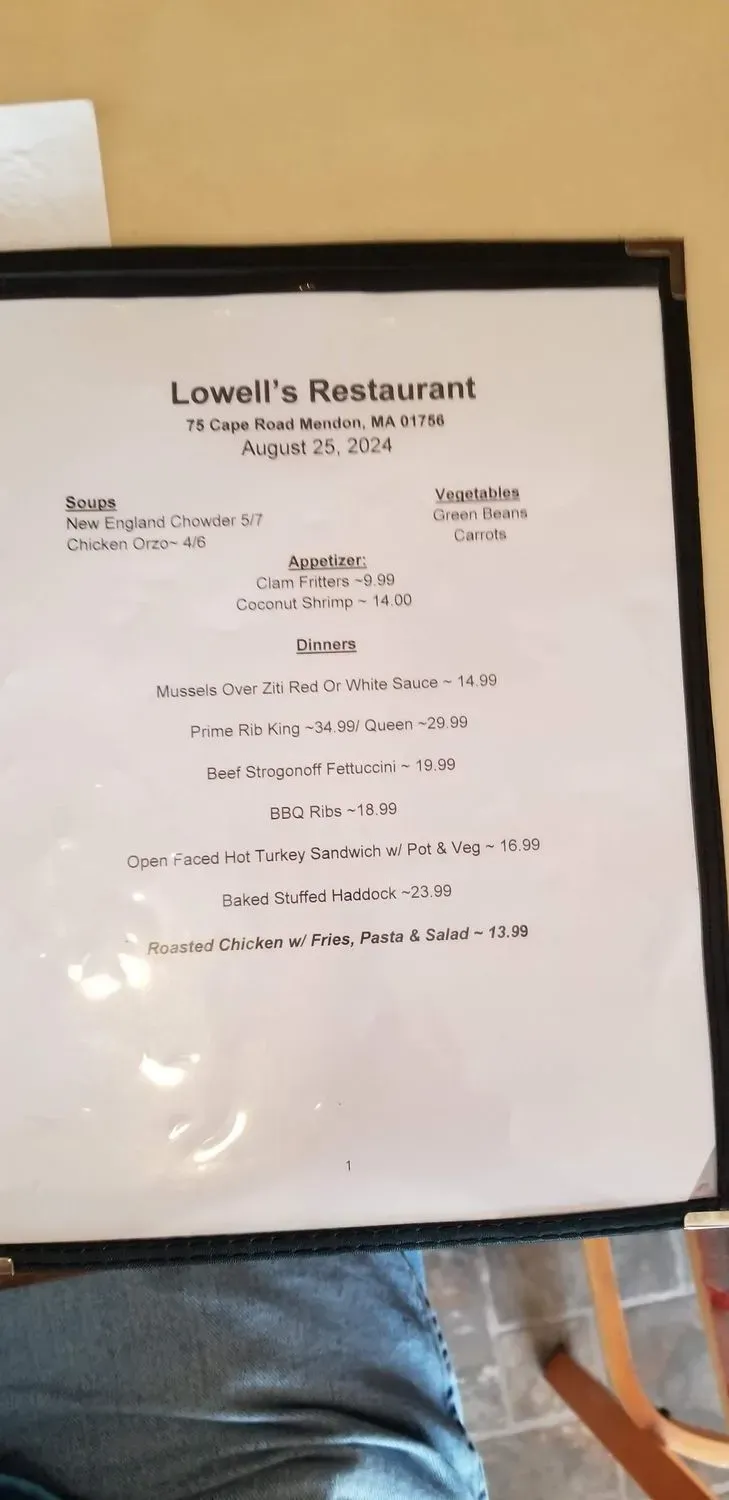 Lowell's Restaurant
75 Cape Road Mendon, MA 01756
August 25, 2024
Soups
New England Chowder 5/7
Chicken Orzo~ 4/6
Vegetables
Green Beans
Carrots
Appetizer:
Clam Fritters ~9.99
Coconut Shrimp ~ 14.00
Dinners
Mussels Over Ziti Red Or White Sauce ~ 14.99
Prime Rib King ~34.99/ Queen ~29.99
Beef Strogonoff Fettuccini ~ 19.99
BBQ Ribs ~18.99
Open Faced Hot Turkey Sandwich w/ Pot & Veg ~ 16.99
Baked Stuffed Haddock ~23.99
Roasted Chicken w/ Fries, Pasta & Salad ~ 13.99
1